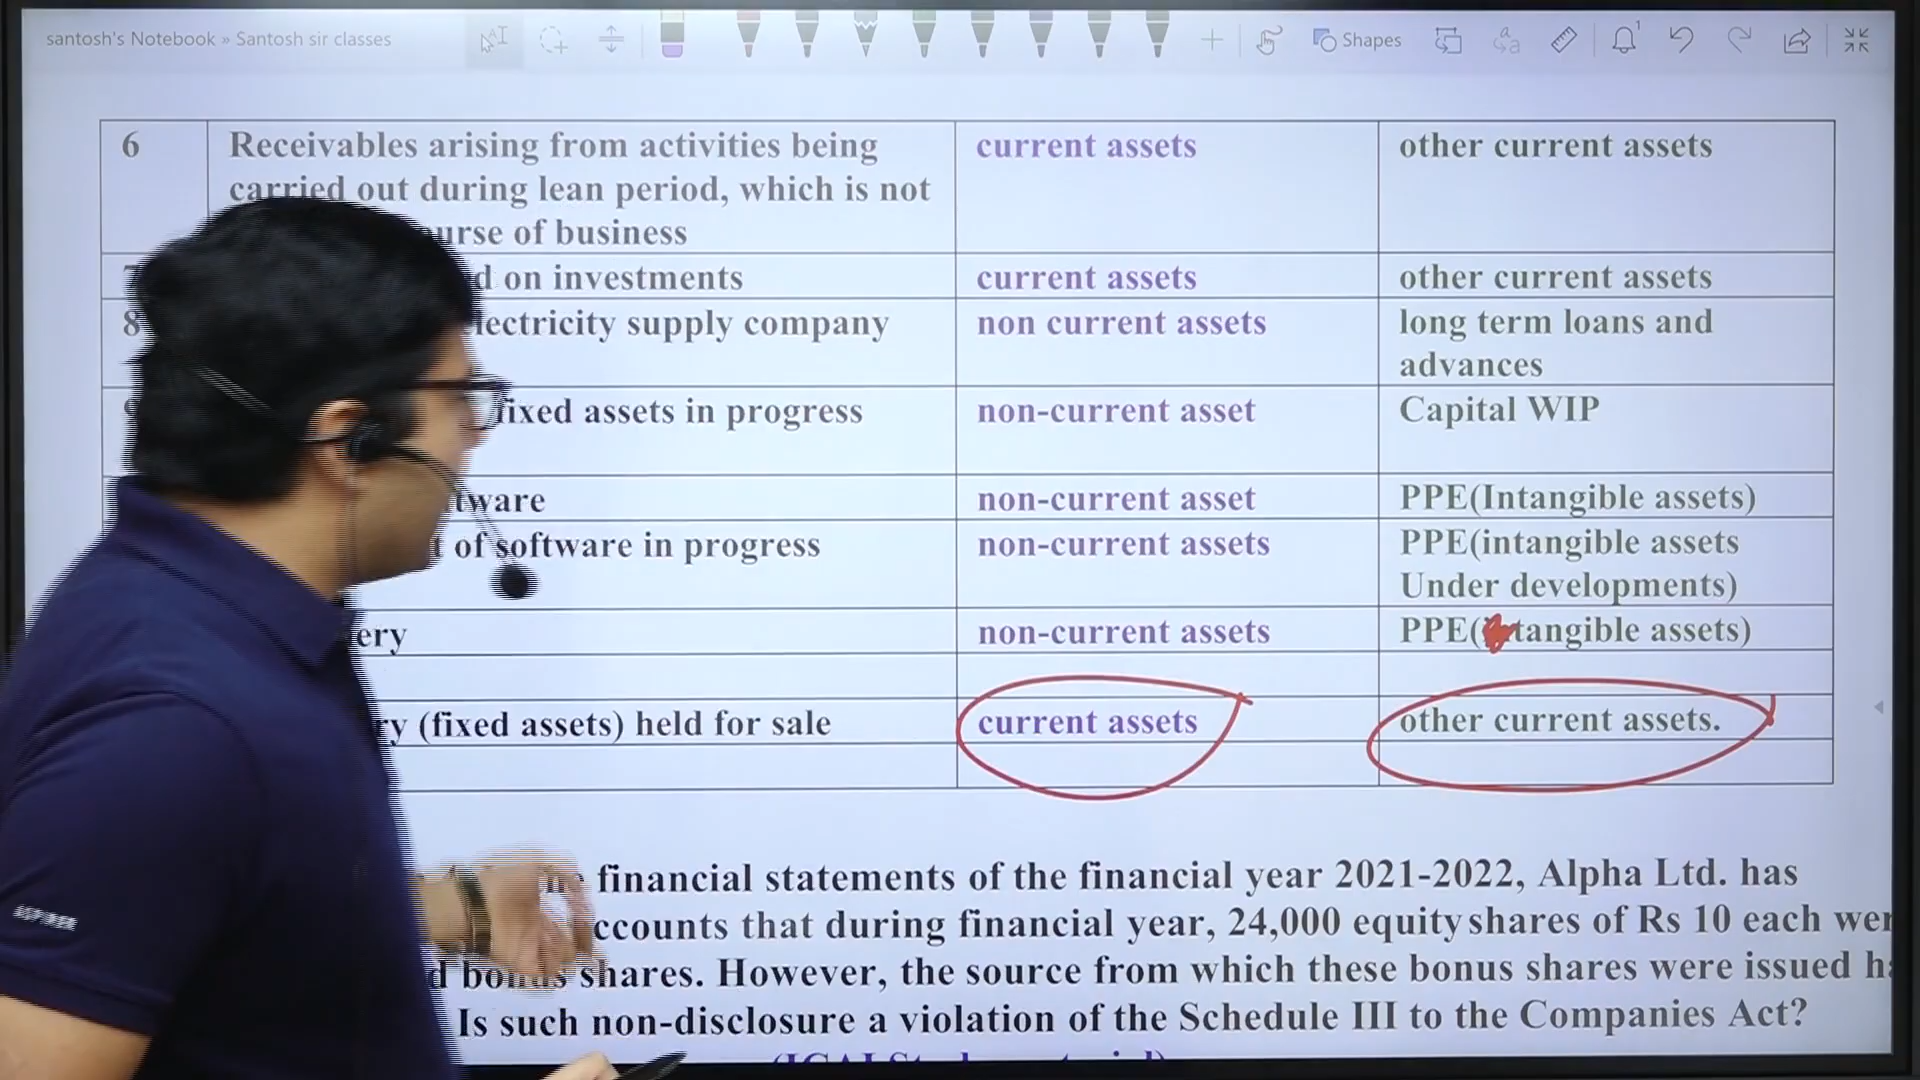 santosh's Notebook » Santosh sir classes
Shapes
6 Receivables arising from activities being current assets other current assets
carried out during lean period, which is not
urse of business
d on investments current assets other current assets
8 lectricity supply company non current assets long term loans and
advances
fixed assets in progress non-current asset Capital WIP
tware non-current asset PPE(Intangible assets)
of software in progress non-current assets PPE(intangible assets
Under developments)
ery non-current assets PPE(tangible assets)
ry (fixed assets) held for sale current assets other current assets.
financial statements of the financial year 2021-2022, Alpha Ltd. has
ccounts that during financial year, 24,000 equity shares of Rs 10 each wer
d bonus shares. However, the source from which these bonus shares were issued h
Is such non-disclosure a violation of the Schedule III to the Companies Act?